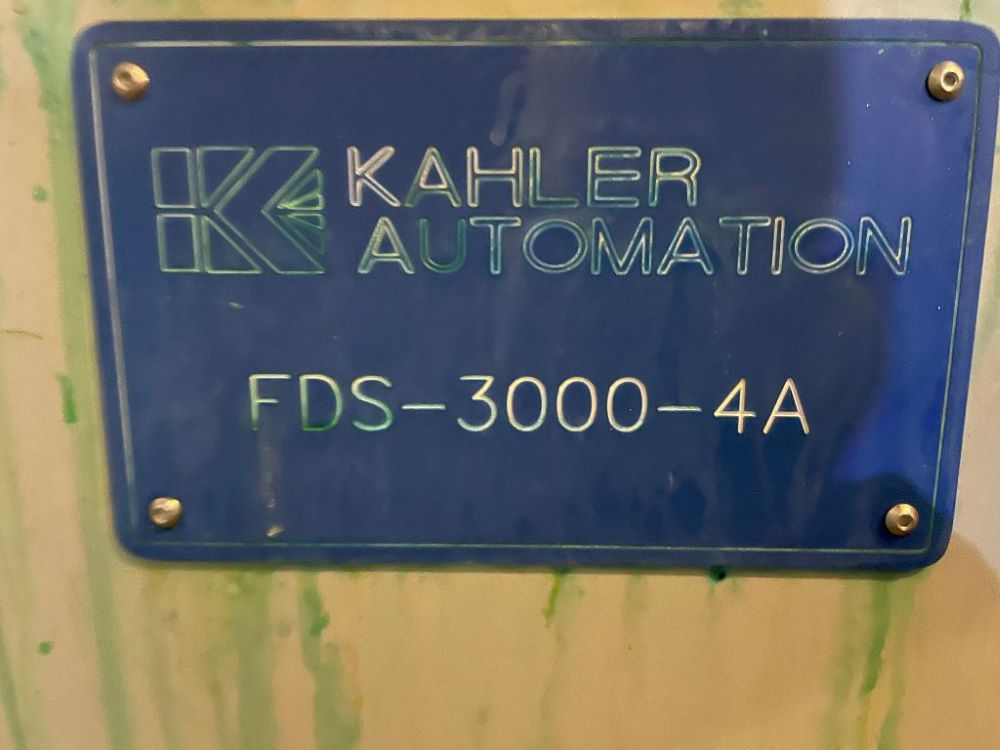 KAHLER
AUTOMATION
FDS-3000-4A